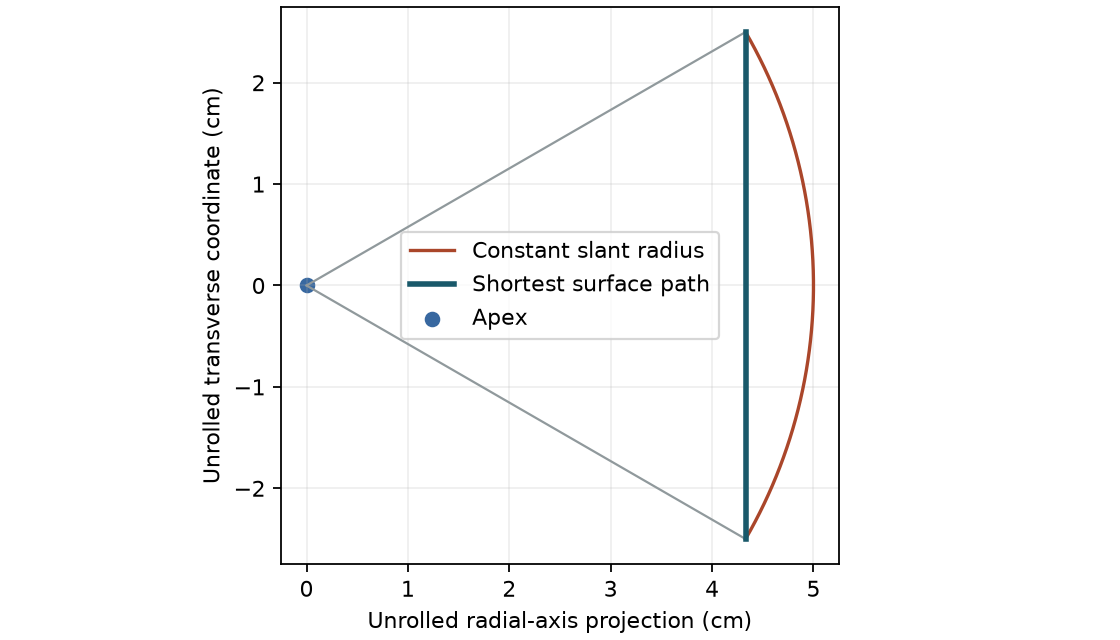 2
1
0
−1
−2
Unrolled transverse coordinate (cm)
Constant slant radius
Shortest surface path
Apex
0 1 2 3 4 5
Unrolled radial-axis projection (cm)